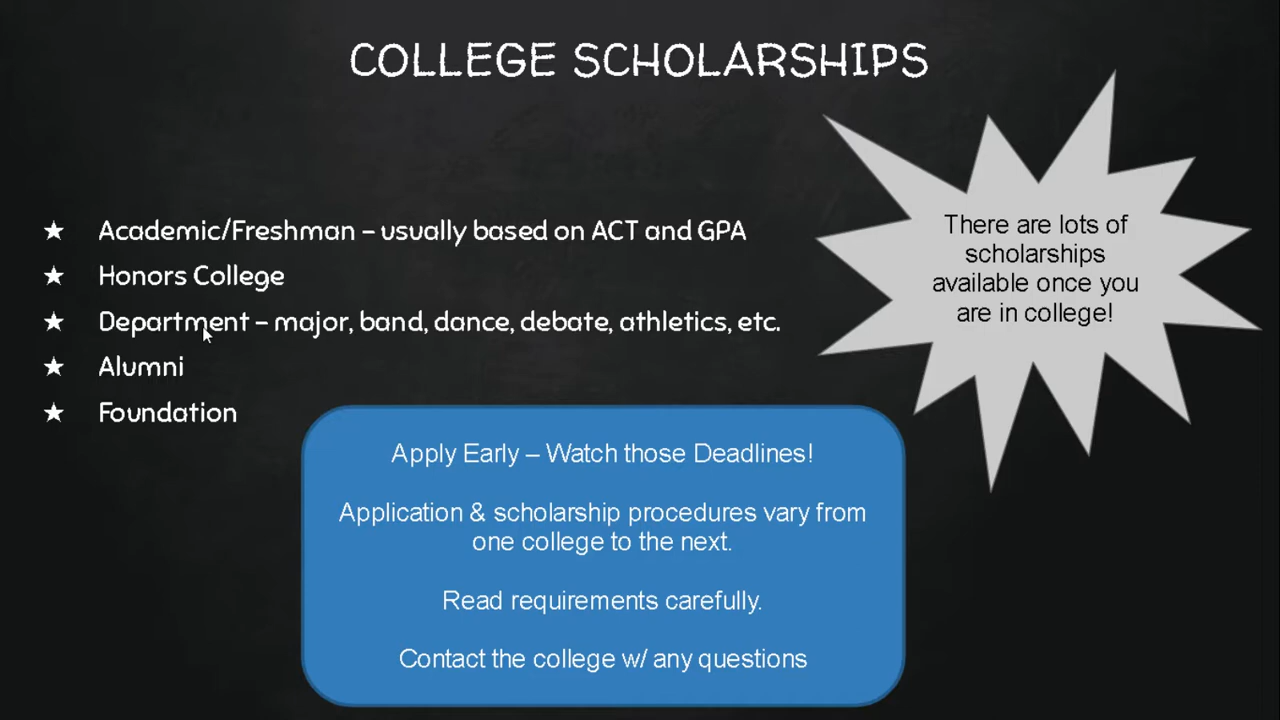 COLLEGE SCHOLARSHIPS
★ Academic/Freshman – usually based on ACT and GPA
★ Honors College
★ Department – major, band, dance, debate, athletics, etc.
★ Alumni
★ Foundation
There are lots of
scholarships
available once you
are in college!
Apply Early – Watch those Deadlines!
Application & scholarship procedures vary from
one college to the next.
Read requirements carefully.
Contact the college w/ any questions